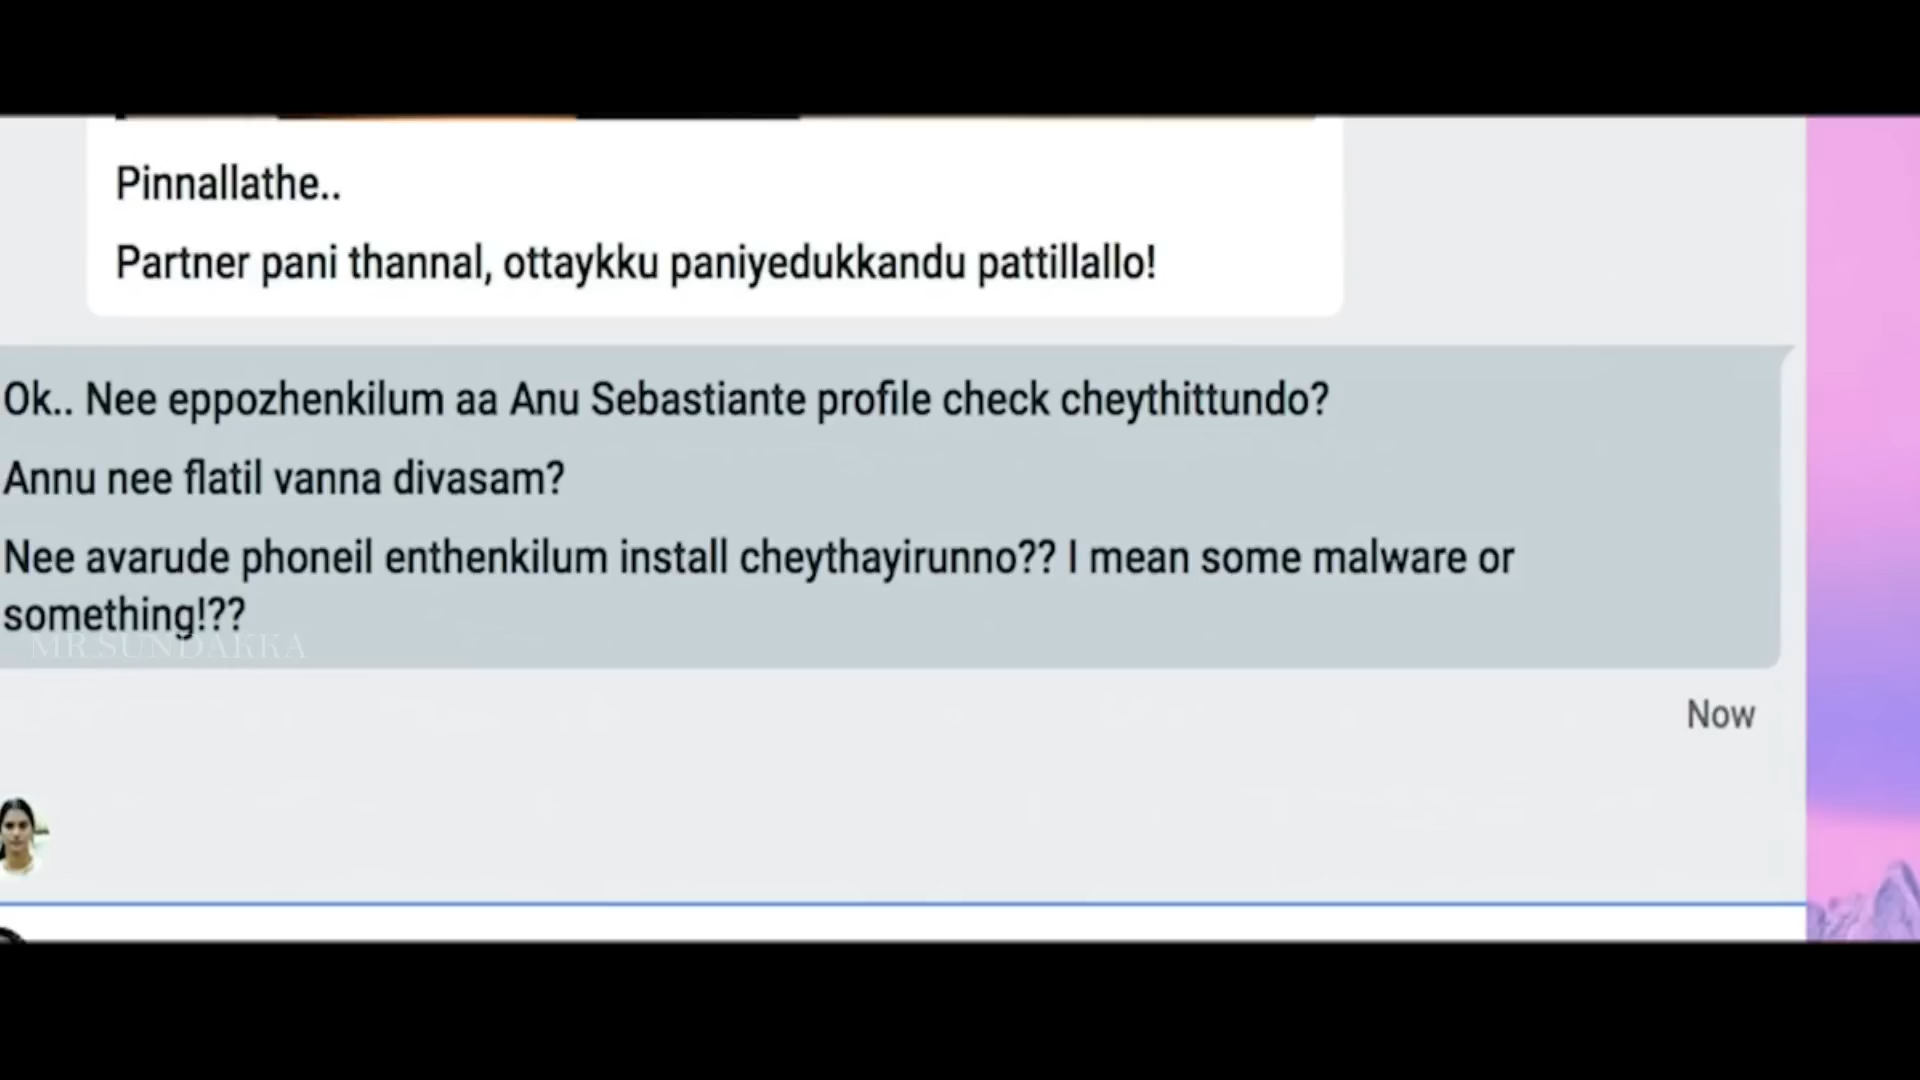 Pinnallathe..
Partner pani thannal, ottaykku paniyedukkandu pattillallo!
Ok.. Nee eppozhenkilum aa Anu Sebastiante profile check cheythittundo?
Annu nee flatil vanna divasam?
Nee avarude phoneil enthenkilum install cheythayirunno?? I mean some malware or
something!??
MR.SUNDAKKA
Now